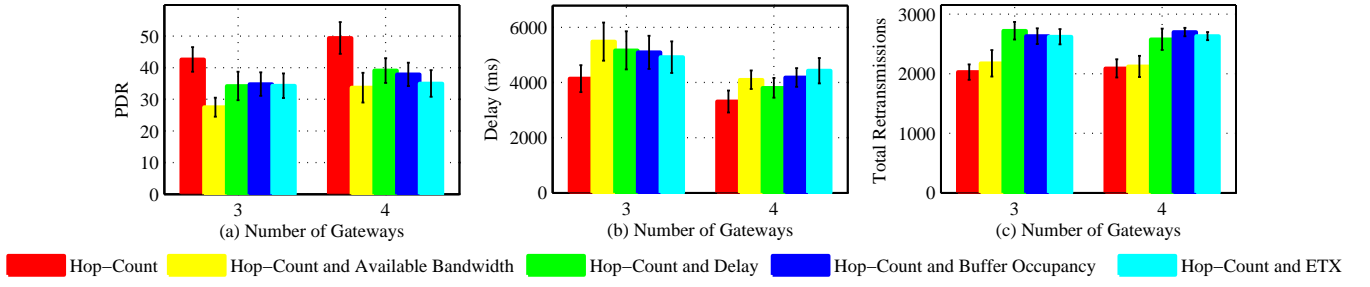 50
40
30
20
10
0
PDR
3
4
(a) Number of Gateways
6000
4000
2000
0
Delay (ms)
3
4
(b) Number of Gateways
3000
2000
1000
0
Total Retransmissions
3
4
(c) Number of Gateways
Hop−Count
Hop−Count and Available Bandwidth
Hop−Count and Delay
Hop−Count and Buffer Occupancy
Hop−Count and ETX